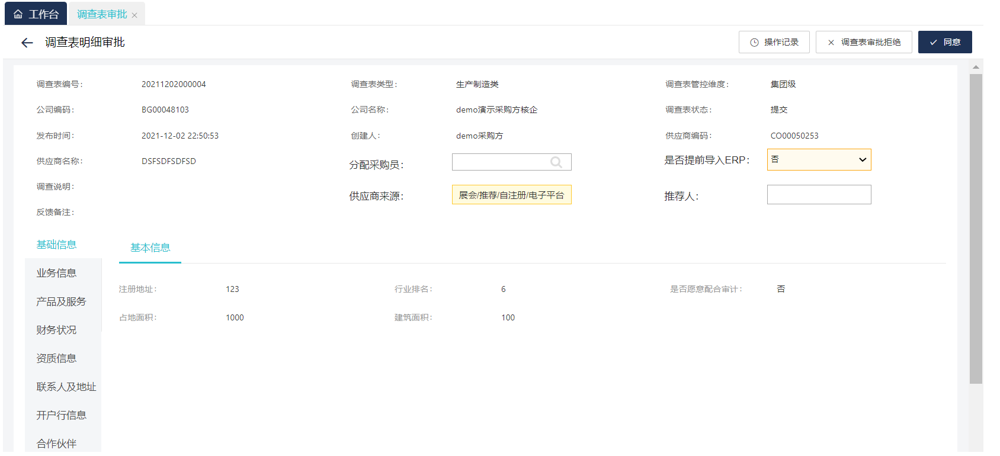 工作台 调查表审批 ×
调查表明细审批 操作记录 × 调查表审批拒绝 同意
调查表编号： 20211202000004 调查表类型： 生产制造类 调查表管控维度： 集团级
公司编码： BG00048103 公司名称： demo演示采购方核企 调查表状态： 提交
发布时间： 2021-12-02 22:50:53 创建人： demo采购方 供应商编码： CO00050253
供应商名称： DSFSDFSDFSD 分配采购员： 是否提前导入ERP： 否
调查说明： 供应商来源： 展会/推荐/自注册/电子平台 推荐人：
反馈备注：
基础信息 基本信息
业务信息
注册地址： 123 行业排名： 6 是否愿意配合审计： 否
产品及服务
占地面积： 1000 建筑面积： 100
财务状况
资质信息
联系人及地址
开户行信息
合作伙伴